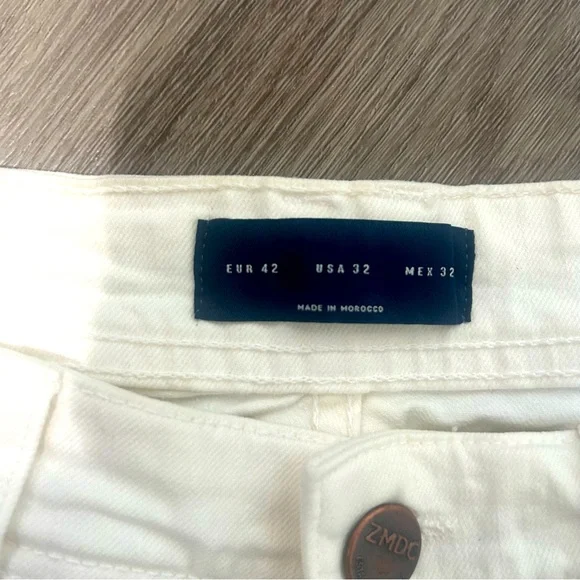 EUR 42 USA 32 MEX 32
MADE IN MOROCCO
ZMDC